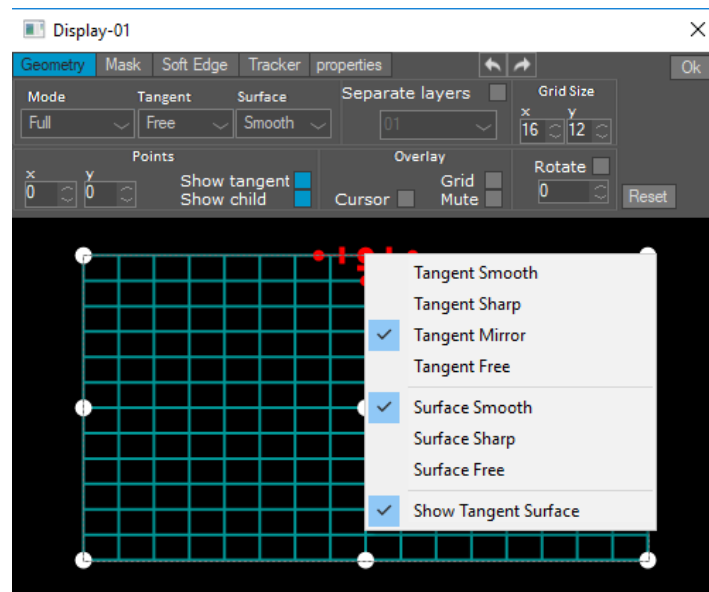 Display-01
Geometry Mask Soft Edge Tracker properties Ok
Mode Tangent Surface Separate layers Grid Size
x y
Full Free Smooth 01 16 12
Points Overlay Rotate
x y
0 0 Show tangent Grid 0
Show child Cursor Mute Reset
Tangent Smooth
Tangent Sharp
Tangent Mirror
Tangent Free
Surface Smooth
Surface Sharp
Surface Free
Show Tangent Surface